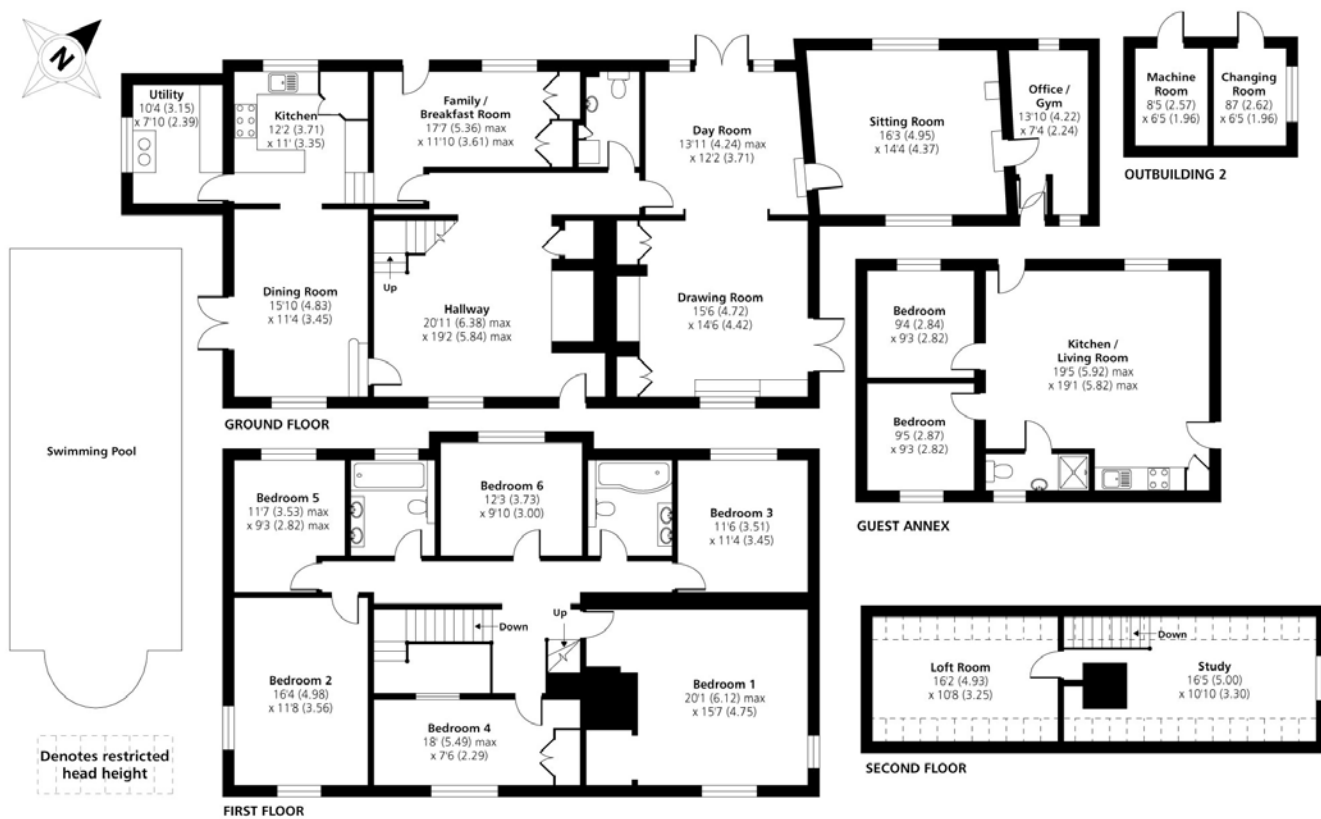 N
Utility
10'4 (3.15)
x 7'10 (2.39)
Kitchen
12'2 (3.71)
x 11' (3.35)
Family /
Breakfast Room
17'7 (5.36) max
x 11'10 (3.61) max
Day Room
13'11 (4.24) max
x 12'2 (3.71)
Sitting Room
16'3 (4.95)
x 14'4 (4.37)
Office /
Gym
13'10 (4.22)
x 7'4 (2.24)
Machine
Room
8'5 (2.57)
x 6'5 (1.96)
Changing
Room
87 (2.62)
x 6'5 (1.96)
OUTBUILDING 2
Dining Room
15'10 (4.83)
x 11'4 (3.45)
Up
Hallway
20'11 (6.38) max
x 19'2 (5.84) max
Drawing Room
15'6 (4.72)
x 14'6 (4.42)
GROUND FLOOR
Bedroom
9'4 (2.84)
x 9'3 (2.82)
Kitchen /
Living Room
19'5 (5.92) max
x 19'1 (5.82) max
Bedroom
9'5 (2.87)
x 9'3 (2.82)
GUEST ANNEX
Swimming Pool
Bedroom 5
11'7 (3.53) max
x 9'3 (2.82) max
Bedroom 6
12'3 (3.73)
x 9'10 (3.00)
Bedroom 3
11'6 (3.51)
x 11'4 (3.45)
Down
Up
Bedroom 2
16'4 (4.98)
x 11'8 (3.56)
Bedroom 4
18' (5.49) max
x 7'6 (2.29)
Bedroom 1
20'1 (6.12) max
x 15'7 (4.75)
FIRST FLOOR
Loft Room
16'2 (4.93)
x 10'8 (3.25)
Down
Study
16'5 (5.00)
x 10'10 (3.30)
SECOND FLOOR
Denotes restricted
head height